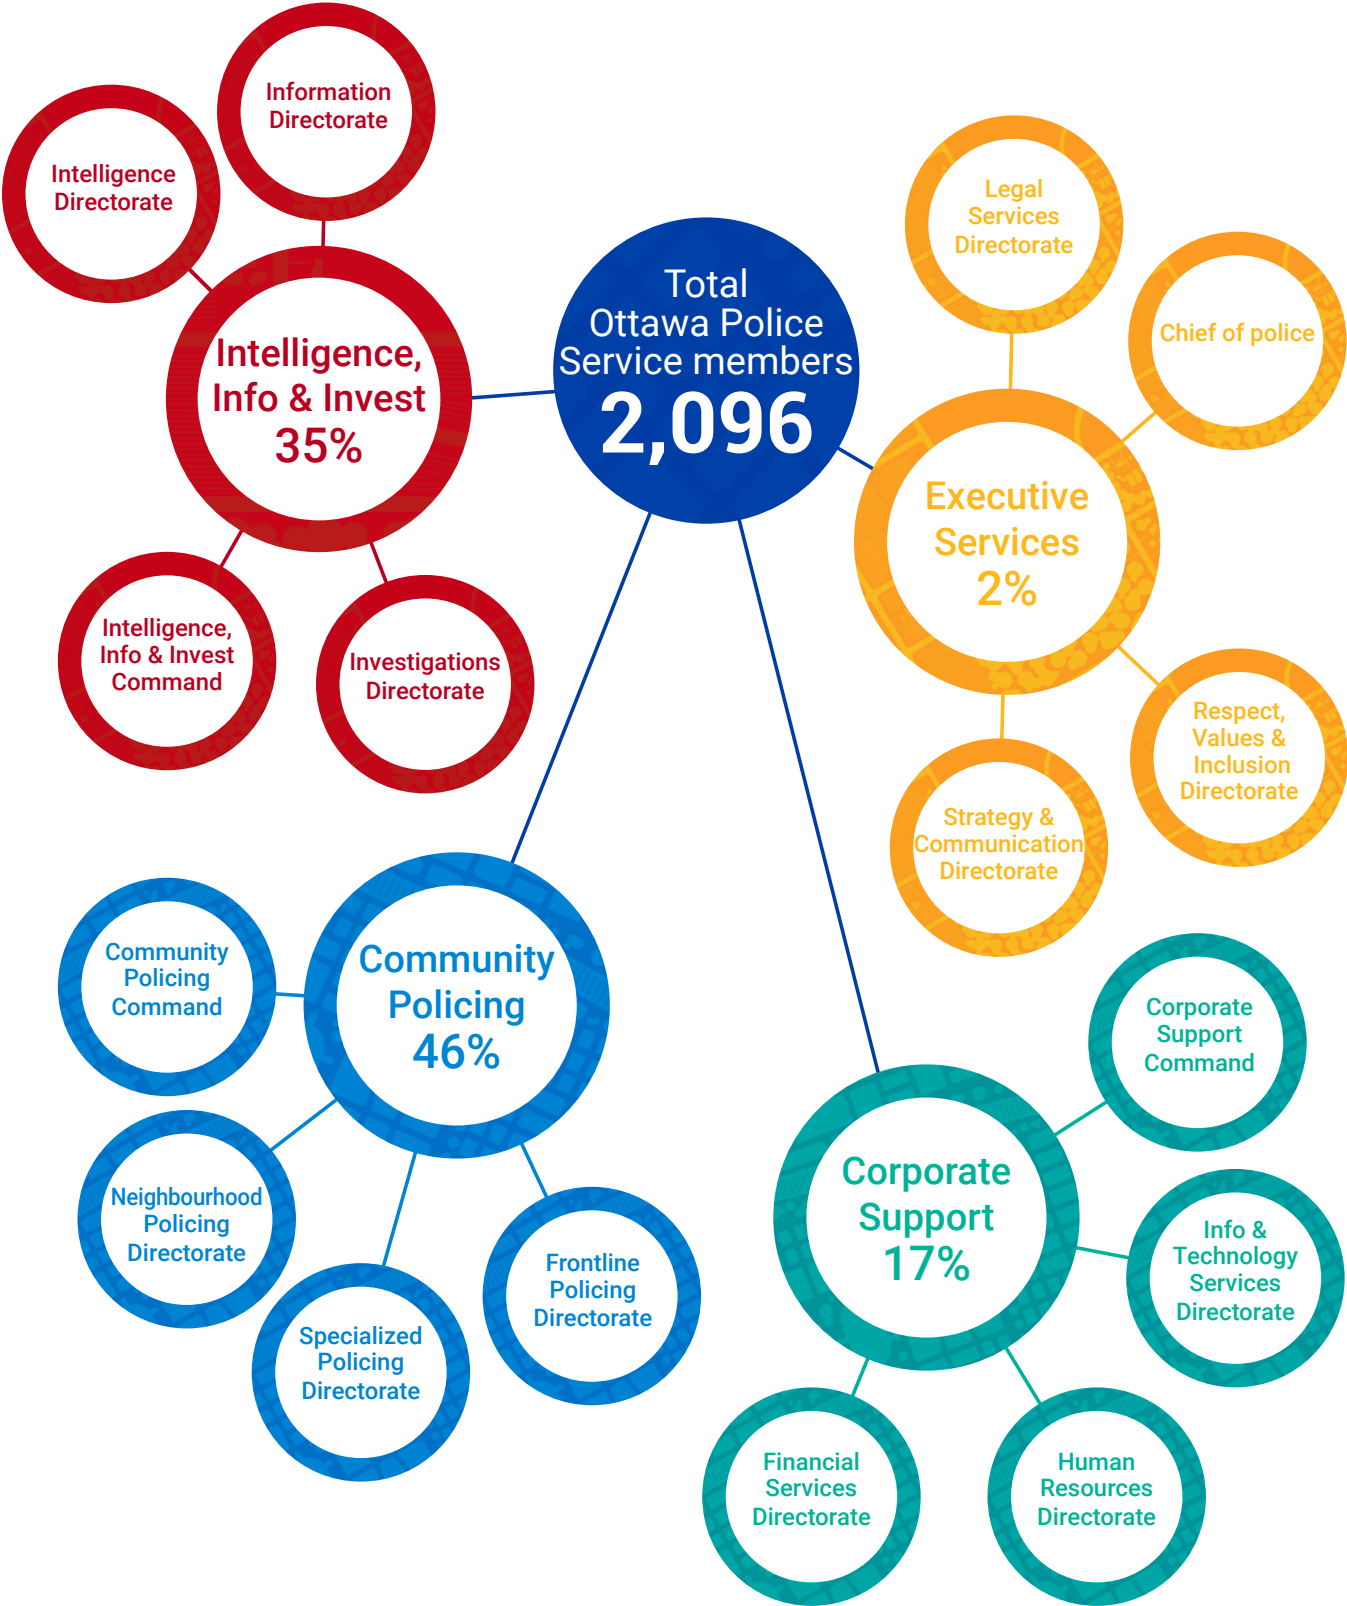 Information
Directorate
Intelligence
Directorate
Intelligence,
Info & Invest
35%
Intelligence,
Info & Invest
Command
Investigations
Directorate
Total
Ottawa Police
Service members
2,096
Legal
Services
Directorate
Chief of police
Executive
Services
2%
Respect,
Values &
Inclusion
Directorate
Strategy &
Communication
Directorate
Community
Policing
46%
Community
Policing
Command
Neighbourhood
Policing
Directorate
Specialized
Policing
Directorate
Frontline
Policing
Directorate
Corporate
Support
17%
Corporate
Support
Command
Info &
Technology
Services
Directorate
Financial
Services
Directorate
Human
Resources
Directorate